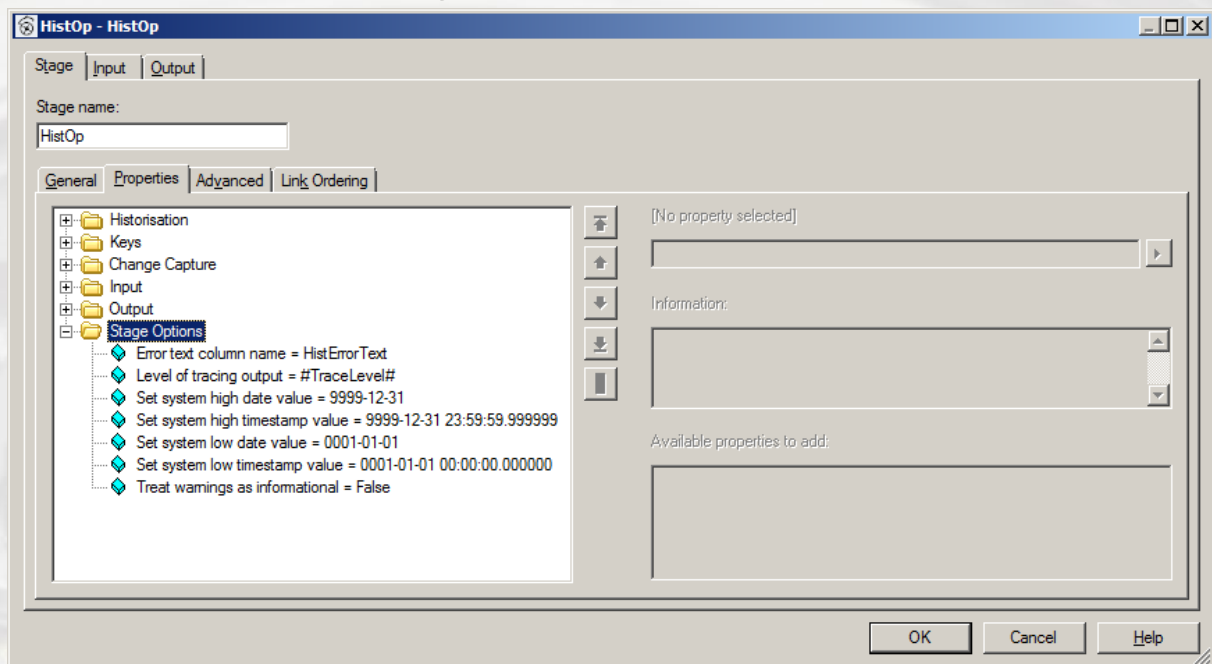 HistOp - HistOp
Stage Input Output
Stage name:
HistOp
General Properties Advanced Link Ordering
Historisation
Keys
Change Capture
Input
Output
Stage Options
Error text column name = HistErrorText
Level of tracing output = #TraceLevel#
Set system high date value = 9999-12-31
Set system high timestamp value = 9999-12-31 23:59:59.999999
Set system low date value = 0001-01-01
Set system low timestamp value = 0001-01-01 00:00:00.000000
Treat warnings as informational = False
[No property selected]
Information:
Available properties to add:
OK Cancel Help